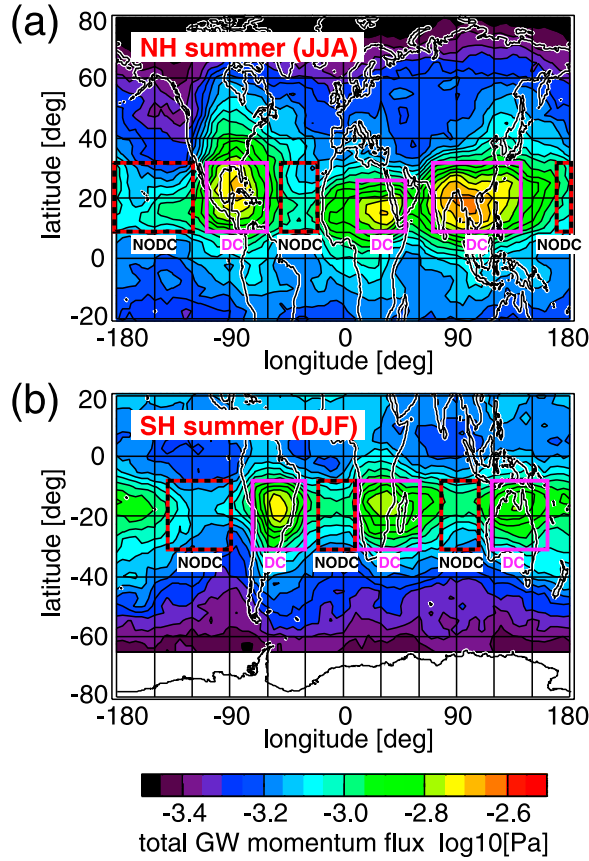 (a)
NH summer (JJA)
80
60
40
20
0
-20
latitude [deg]
NODC
DC
NODC
DC
DC
NODC
-180
-90
0
90
180
longitude [deg]
(b)
SH summer (DJF)
20
0
-20
-40
-60
-80
latitude [deg]
NODC
DC
NODC
DC
NODC
DC
-180
-90
0
90
180
longitude [deg]
-3.4
-3.2
-3.0
-2.8
-2.6
total GW momentum flux log10[Pa]